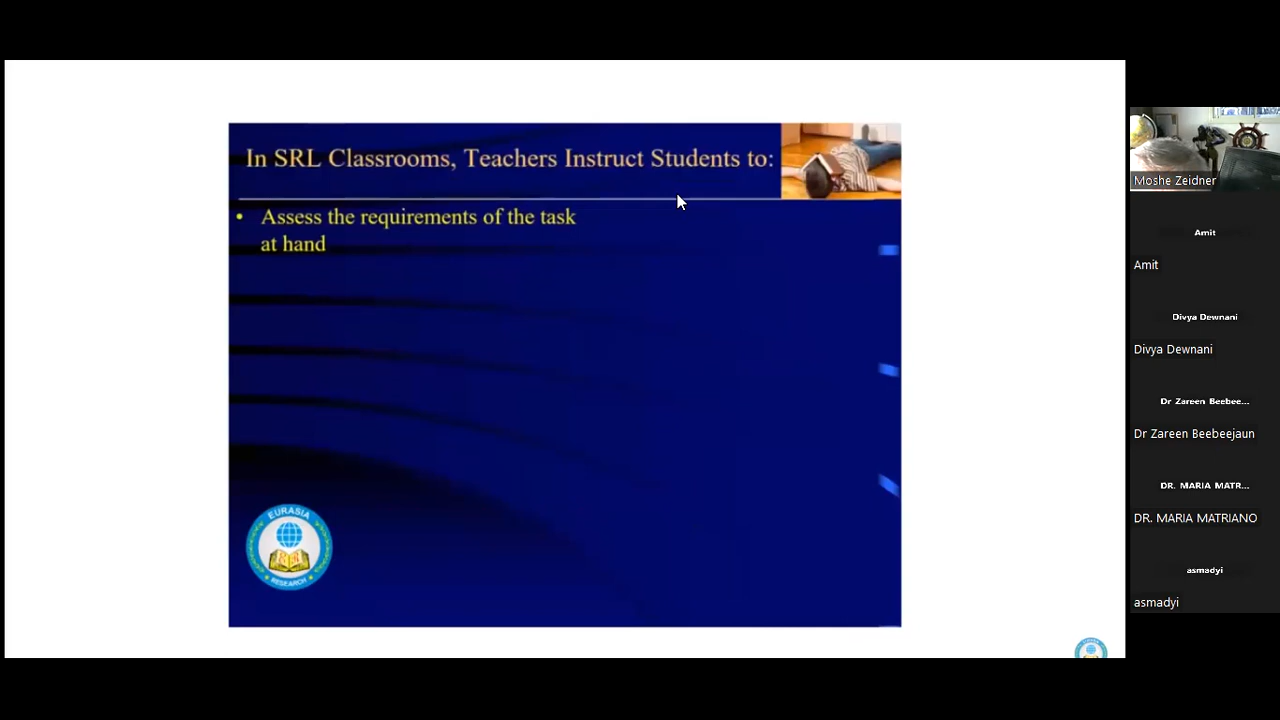 In SRL Classrooms, Teachers Instruct Students to:
• Assess the requirements of the task
at hand
EURASIA
RESEARCH
Moshe Zeidner
Amit
Amit
Divya Dewnani
Divya Dewnani
Dr Zareen Beebee...
Dr Zareen Beebeejaun
DR. MARIA MATR...
DR. MARIA MATRIANO
asmadyi
asmadyi